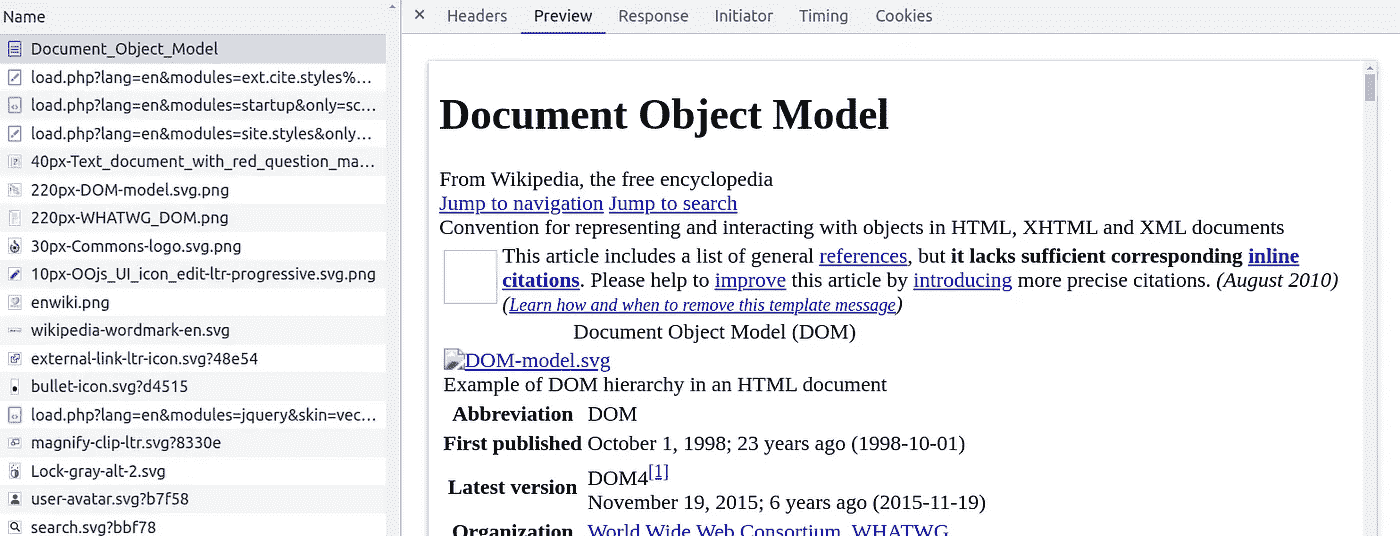 Name
Document_Object_Model
load.php?lang=en&modules=ext.cite.styles%…
load.php?lang=en&modules=startup&only=sc…
load.php?lang=en&modules=site.styles&only…
40px-Text_document_with_red_question_ma…
220px-DOM-model.svg.png
220px-WHATWG_DOM.png
30px-Commons-logo.svg.png
10px-OOjs_UI_icon_edit-ltr-progressive.svg.png
enwiki.png
wikipedia-wordmark-en.svg
external-link-ltr-icon.svg?48e54
bullet-icon.svg?d4515
load.php?lang=en&modules=jquery&skin=vec…
magnify-clip-ltr.svg?8330e
Lock-gray-alt-2.svg
user-avatar.svg?b7f58
search.svg?bbf78
Headers Preview Response Initiator Timing Cookies
Document Object Model
From Wikipedia, the free encyclopedia
Jump to navigation Jump to search
Convention for representing and interacting with objects in HTML, XHTML and XML documents
This article includes a list of general references, but it lacks sufficient corresponding inline
citations. Please help to improve this article by introducing more precise citations. (August 2010)
(Learn how and when to remove this template message)
Document Object Model (DOM)
DOM-model.svg
Example of DOM hierarchy in an HTML document
Abbreviation DOM
First published October 1, 1998; 23 years ago (1998-10-01)
Latest version DOM4[1]
November 19, 2015; 6 years ago (2015-11-19)
Organization World Wide Web Consortium, WHATWG